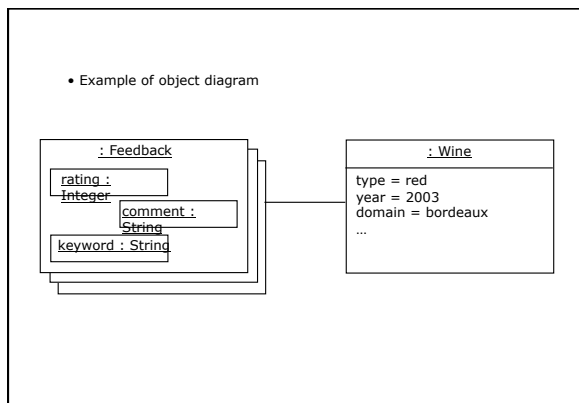 • Example of object diagram
: Feedback
rating :
Integer
comment :
String
keyword : String
: Wine
type = red
year = 2003
domain = bordeaux
...